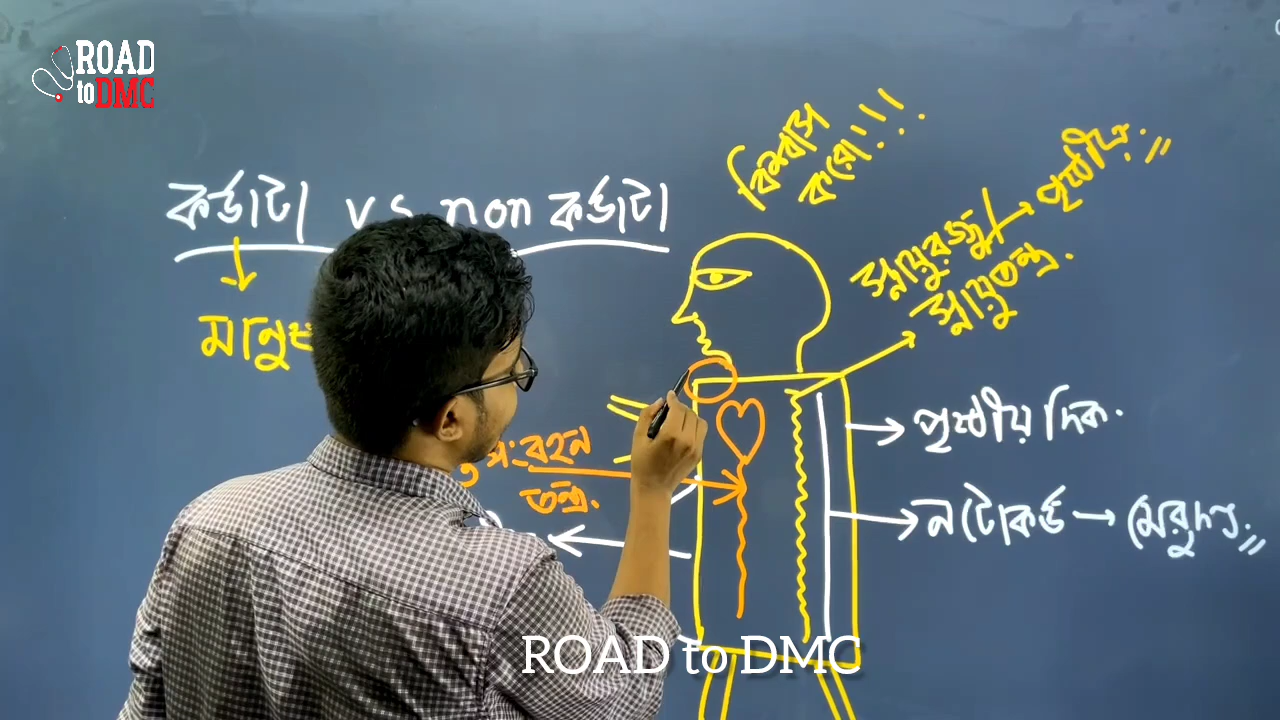 ROAD
to DMC
বিশ্বাস
করো!!!
কর্ডাটা vs non কর্ডাটা
মানুষ
স্নায়ুরজ্জু/ → পৃষ্ঠীয়.
স্নায়ুতন্ত্র.
→ পৃষ্ঠীয় দিক.
সংবহন
তন্ত্র.
→ নটোকর্ড → মেরুদণ্ড.
ROAD to DMC